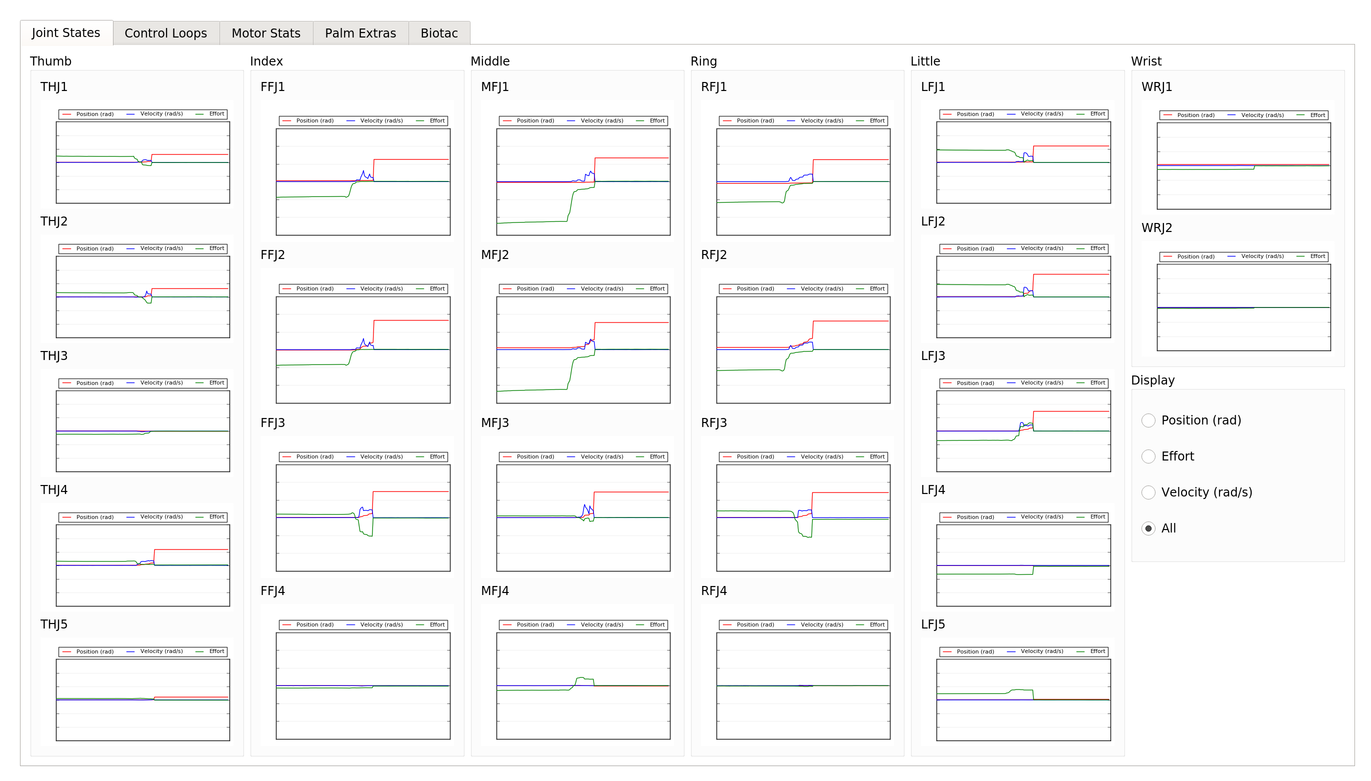 Joint States Control Loops Motor Stats Palm Extras Biotac
Thumb Index Middle Ring Little Wrist
THJ1
Position (rad) Velocity (rad/s) Effort
THJ2
Position (rad) Velocity (rad/s) Effort
THJ3
Position (rad) Velocity (rad/s) Effort
THJ4
Position (rad) Velocity (rad/s) Effort
THJ5
Position (rad) Velocity (rad/s) Effort
FFJ1
Position (rad) Velocity (rad/s) Effort
FFJ2
Position (rad) Velocity (rad/s) Effort
FFJ3
Position (rad) Velocity (rad/s) Effort
FFJ4
Position (rad) Velocity (rad/s) Effort
MFJ1
Position (rad) Velocity (rad/s) Effort
MFJ2
Position (rad) Velocity (rad/s) Effort
MFJ3
Position (rad) Velocity (rad/s) Effort
MFJ4
Position (rad) Velocity (rad/s) Effort
RFJ1
Position (rad) Velocity (rad/s) Effort
RFJ2
Position (rad) Velocity (rad/s) Effort
RFJ3
Position (rad) Velocity (rad/s) Effort
RFJ4
Position (rad) Velocity (rad/s) Effort
LFJ1
Position (rad) Velocity (rad/s) Effort
LFJ2
Position (rad) Velocity (rad/s) Effort
LFJ3
Position (rad) Velocity (rad/s) Effort
LFJ4
Position (rad) Velocity (rad/s) Effort
LFJ5
Position (rad) Velocity (rad/s) Effort
WRJ1
Position (rad) Velocity (rad/s) Effort
WRJ2
Position (rad) Velocity (rad/s) Effort
Display
Position (rad)
Effort
Velocity (rad/s)
All